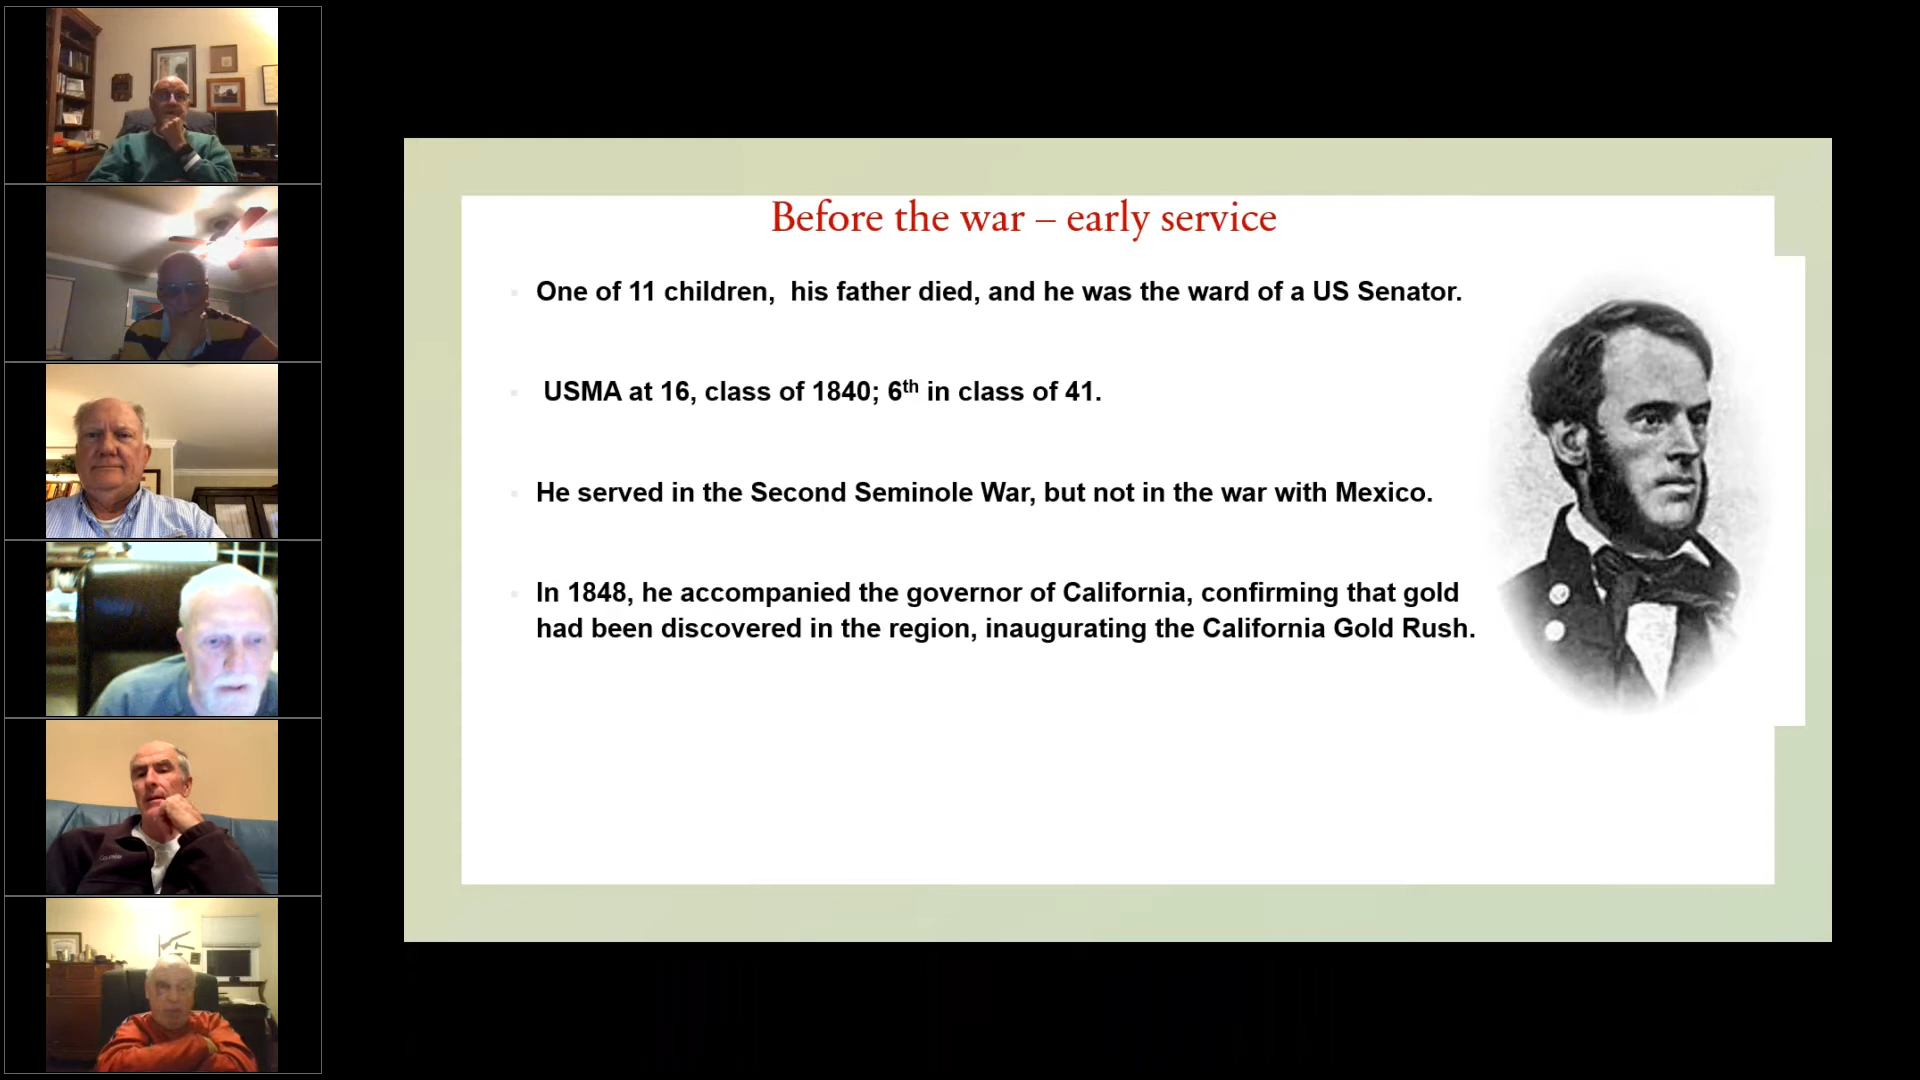 Before the war – early service
One of 11 children,  his father died, and he was the ward of a US Senator.
USMA at 16, class of 1840; 6th in class of 41.
He served in the Second Seminole War, but not in the war with Mexico.
In 1848, he accompanied the governor of California, confirming that gold
had been discovered in the region, inaugurating the California Gold Rush.